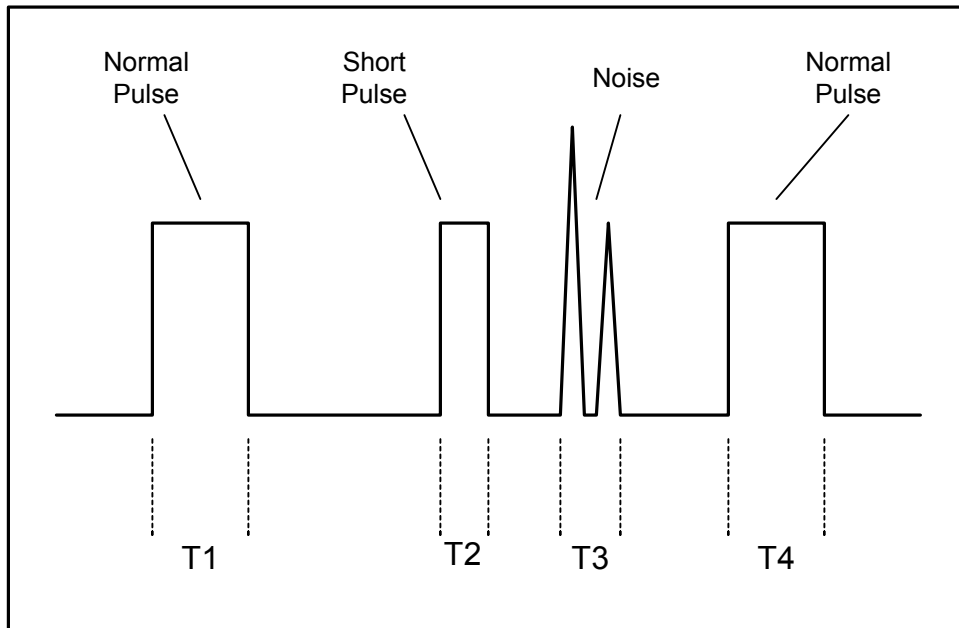 Normal
Pulse
Short
Pulse
Noise
Normal
Pulse
T1
T2
T3
T4